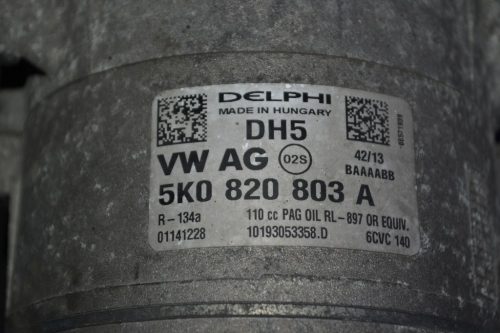 DELPHI
MADE IN HUNGARY
DH5
VW AG 02S 42/13
BAAAABB
5K0 820 803 A
R-134a 110 cc PAG OIL RL-897 OR EQUIV.
01141228 10193053358.D 6CVC 140